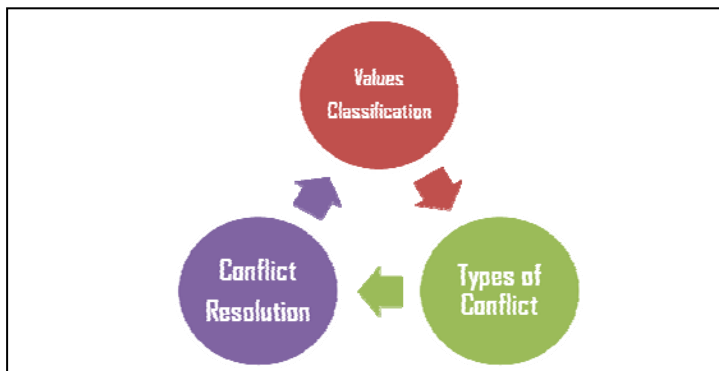 Values
Classification
Types of
Conflict
Conflict
Resolution